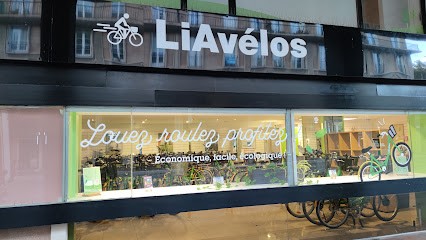 LiAvélos
Louez roulez profitez
Économique, facile, écologique !